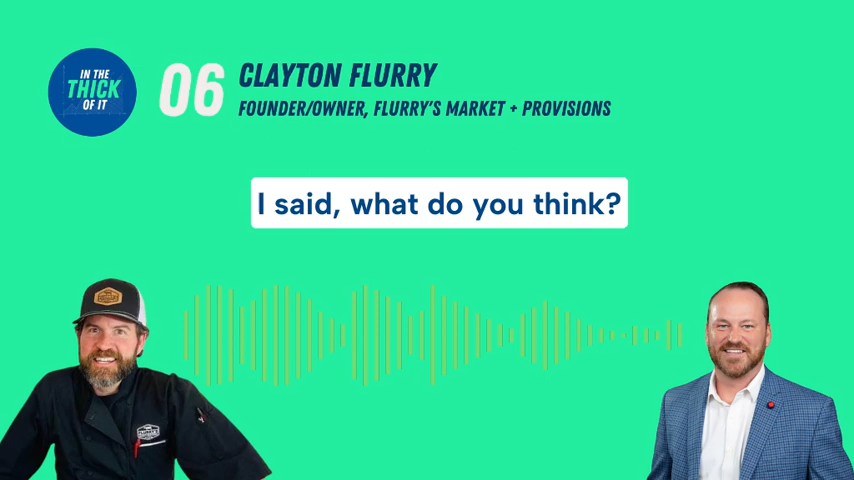 IN THE
THICK
OF IT
06
CLAYTON FLURRY
FOUNDER/OWNER, FLURRY'S MARKET + PROVISIONS
I said, what do you think?